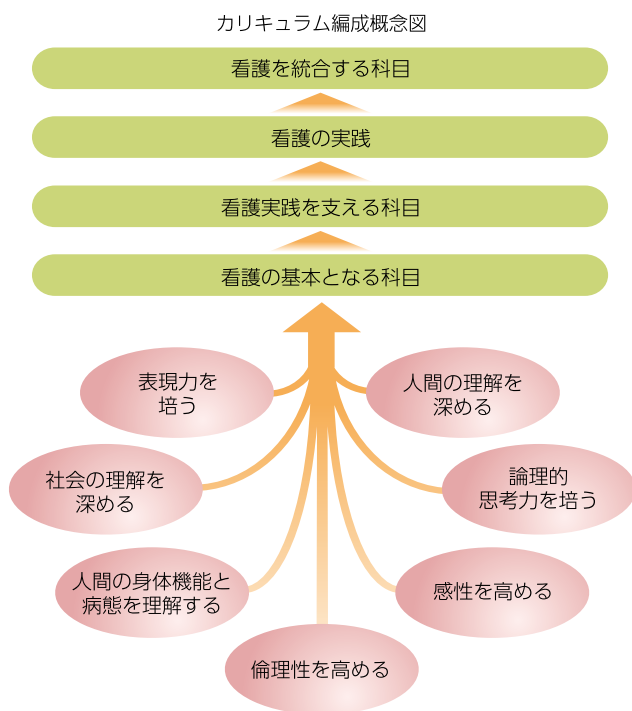 カリキュラム編成概念図
看護を統合する科目
看護の実践
看護実践を支える科目
看護の基本となる科目
表現力を
培う
人間の理解を
深める
社会の理解を
深める
論理的
思考力を培う
人間の身体機能と
病態を理解する
感性を高める
倫理性を高める